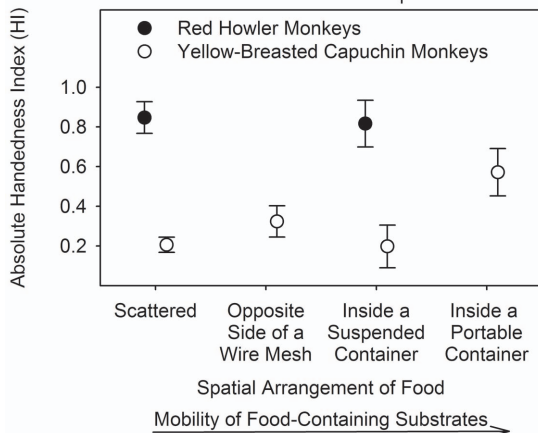 Red Howler Monkeys
Yellow-Breasted Capuchin Monkeys
Absolute Handedness Index (HI)
1.0
0.8
0.6
0.4
0.2
Scattered
Opposite
Side of a
Wire Mesh
Inside a
Suspended
Container
Inside a
Portable
Container
Spatial Arrangement of Food
Mobility of Food-Containing Substrates